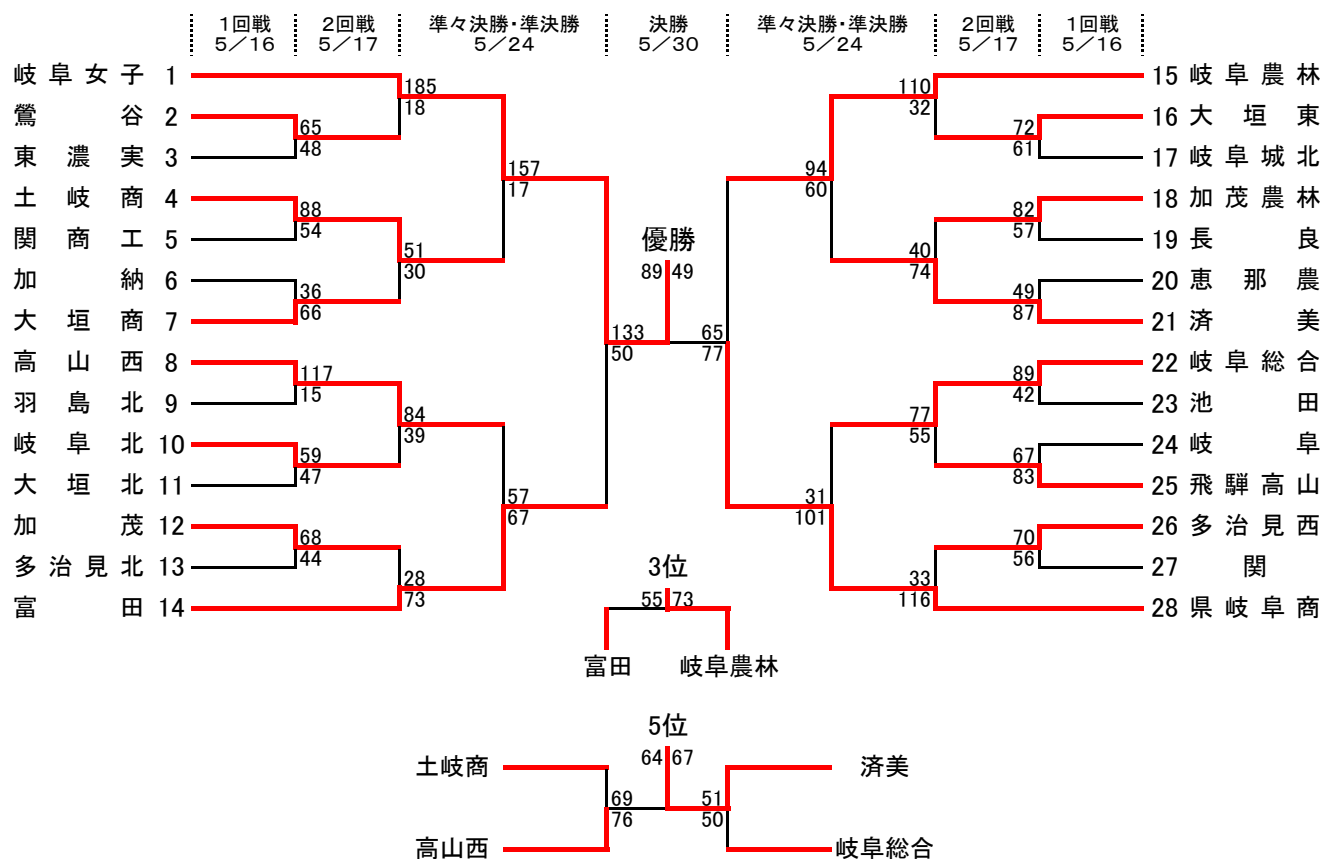 1回戦 2回戦 準々決勝・準決勝 決勝 準々決勝・準決勝 2回戦 1回戦
5／16 5／17 5／24 5／30 5／24 5／17 5／16
岐阜女子 1 185 110 15 岐阜農林
18 32
鶯谷 2 65 72 16 大垣東
東濃実 3 48 61 17 岐阜城北
157 94
17 60
土岐商 4 88 82 18 加茂農林
関商工 5 54 57 19 長良
51 優勝 40
30 89 49 74
加納 6 36 49 20 恵那農
大垣商 7 66 87 21 済美
133 65
50 77
高山西 8 117 89 22 岐阜総合
羽島北 9 15 42 23 池田
84 77
39 55
岐阜北 10 59 67 24 岐阜
大垣北 11 47 83 25 飛騨高山
57 31
67 101
加茂 12 68 70 26 多治見西
多治見北 13 44 56 27 関
3位
28 33
富田 14 73 55 73 116 28 県岐阜商
富田 岐阜農林
5位
64 67
土岐商 済美
69 51
76 50
高山西 岐阜総合